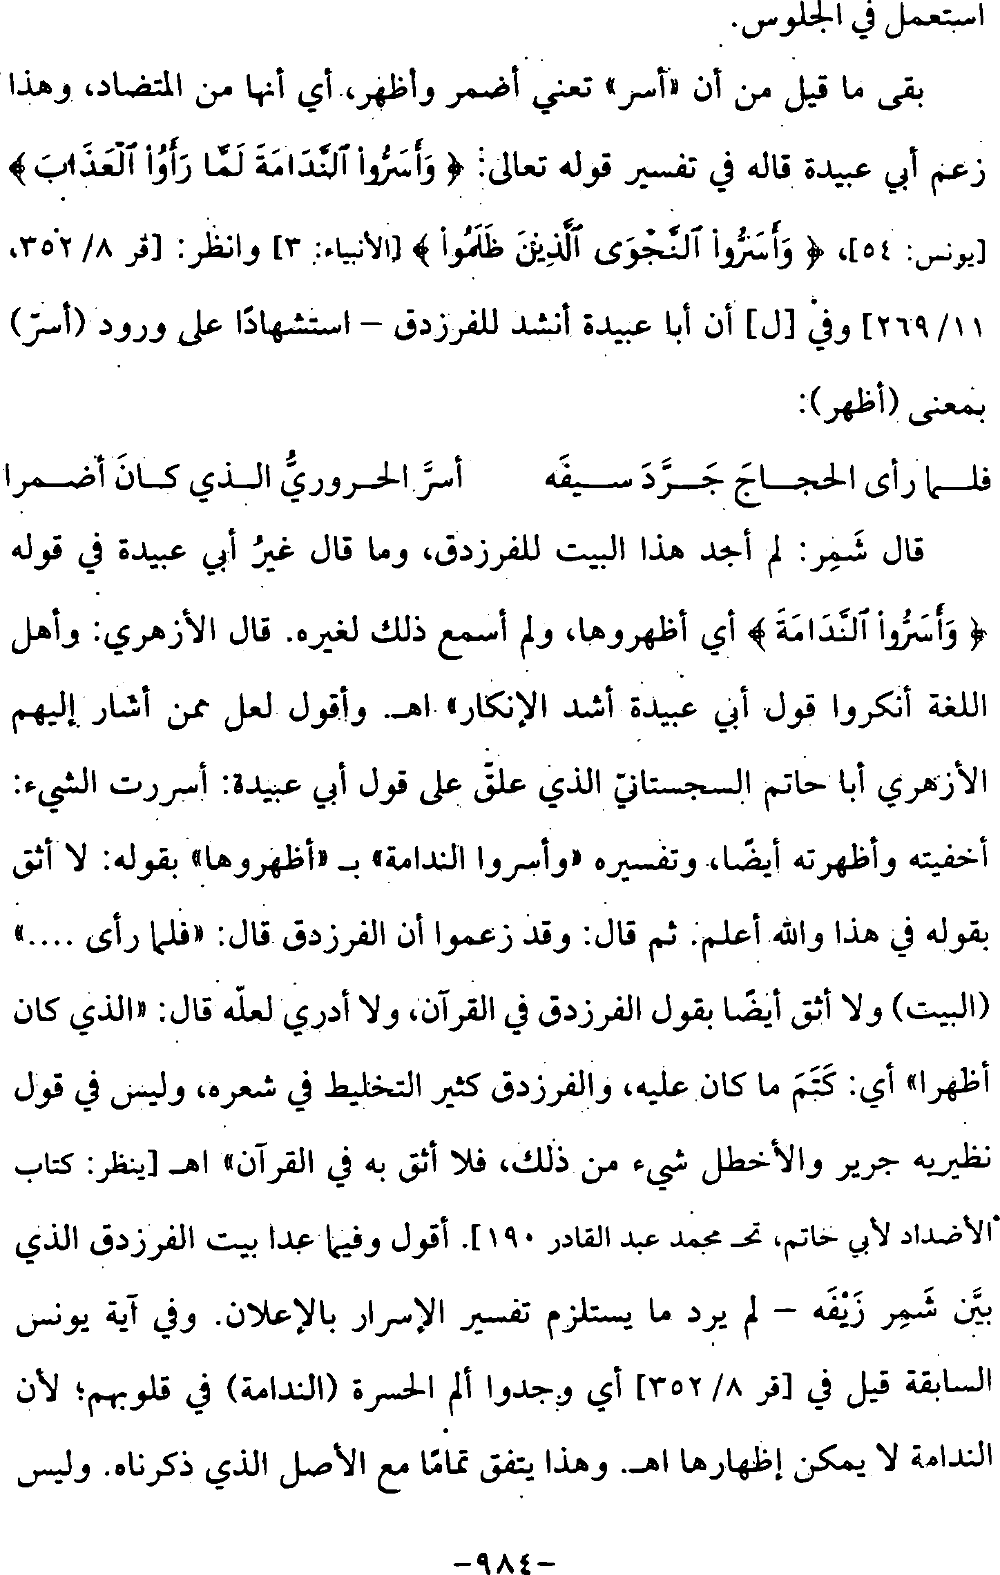 استعمل في الجلوس.
بقى ما قيل من أن «أسر» تعني أضمر وأظهر، أي أنها من المتضاد، وهذا
زعم أبي عبيدة قاله في تفسير قوله تعالى: ﴿ وَأَسَرُّواْ ٱلنَّدَامَةَ لَمَّا رَأَوُاْ ٱلْعَذَابَ ﴾
[يونس: ٥٤]، ﴿ وَأَسَرُّواْ ٱلنَّجْوَى ٱلَّذِينَ ظَلَمُواْ ﴾ [الأنبياء: ٣] وانظر: [قر ٨/ ٣٥٢،
١١/ ٢٦٩] وفي [ل] أن أبا عبيدة أنشد للفرزدق – استشهادًا على ورود (أسرّ)
بمعنى (أظهر):
فلـــما رأى الحجــاجَ جَــرَّدَ ســيفَه أسرَّ الحــروريُّ الــذي كــانَ أضــمرا
قال شَمِر: لم أجد هذا البيت للفرزدق، وما قال غيرُ أبي عبيدة في قوله
﴿ وَأَسَرُّواْ ٱلنَّدَامَةَ ﴾ أي أظهروها، ولم أسمع ذلك لغيره. قال الأزهري: وأهل
اللغة أنكروا قول أبي عبيدة أشد الإنكار» اهـ. وأقول لعل ممن أشار إليهم
الأزهري أبا حاتم السجستانيّ الذي علّق على قول أبي عبيدة: أسررت الشيء:
أخفيته وأظهرته أيضًا، وتفسيره «وأسروا الندامة» بـ «أظهروها» بقوله: لا أثق
بقوله في هذا والله أعلم. ثم قال: وقد زعموا أن الفرزدق قال: «فلما رأى ....»
(البيت) ولا أثق أيضًا بقول الفرزدق في القرآن، ولا أدري لعلّه قال: «الذي كان
أظهرا» أي: كَتَمَ ما كان عليه، والفرزدق كثير التخليط في شعره، وليس في قول
نظيريه جرير والأخطل شيء من ذلك، فلا أثق به في القرآن» اهـ [ينظر: كتاب
الأضداد لأبي حاتم، تحـ محمد عبد القادر ١٩٠]. أقول وفيما عدا بيت الفرزدق الذي
بيَّن شَمِر زَيْفَه – لم يرد ما يستلزم تفسير الإسرار بالإعلان. وفي آية يونس
السابقة قيل في [قر ٨/ ٣٥٢] أي وجدوا ألم الحسرة (الندامة) في قلوبهم؛ لأن
الندامة لا يمكن إظهارها اهـ. وهذا يتفق تمامًا مع الأصل الذي ذكرناه. وليس
-٩٨٤-